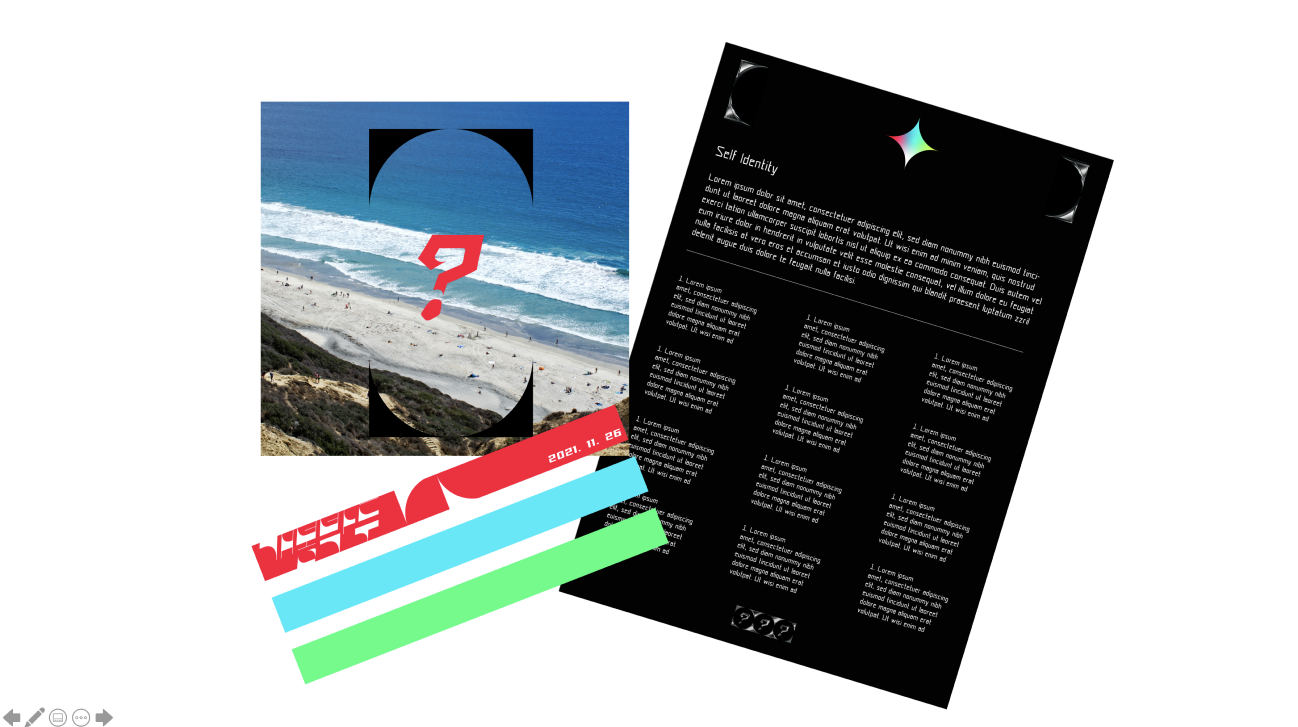 ?
2021. 11. 26
Self Identity
Lorem ipsum dolor sit amet, consectetuer adipiscing elit, sed diam nonummy nibh euismod tinci-
dunt ut laoreet dolore magna aliquam erat volutpat. Ut wisi enim ad minim veniam, quis nostrud
exerci tation ullamcorper suscipit lobortis nisl ut aliquip ex ea commodo consequat. Duis autem vel
eum iriure dolor in hendrerit in vulputate velit esse molestie consequat, vel illum dolore eu feugiat
nulla facilisis at vero eros et accumsan et iusto odio dignissim qui blandit praesent luptatum zzril
delenit augue duis dolore te feugait nulla facilisi.
1. Lorem ipsum
amet, consectetuer adipiscing
elit, sed diam nonummy nibh
euismod tincidunt ut laoreet
dolore magna aliquam erat
volutpat. Ut wisi enim ad
1. Lorem ipsum
amet, consectetuer adipiscing
elit, sed diam nonummy nibh
euismod tincidunt ut laoreet
dolore magna aliquam erat
volutpat. Ut wisi enim ad
1. Lorem ipsum
amet, consectetuer adipiscing
elit, sed diam nonummy nibh
euismod tincidunt ut laoreet
magna aliquam erat
Ut wisi enim ad
ipsum
consectetuer adipiscing
diam nonummy nibh
1. Lorem ipsum
amet, consectetuer adipiscing
elit, sed diam nonummy nibh
euismod tincidunt ut laoreet
dolore magna aliquam erat
volutpat. Ut wisi enim ad
1. Lorem ipsum
amet, consectetuer adipiscing
elit, sed diam nonummy nibh
euismod tincidunt ut laoreet
dolore magna aliquam erat
volutpat. Ut wisi enim ad
1. Lorem ipsum
amet, consectetuer adipiscing
elit, sed diam nonummy nibh
euismod tincidunt ut laoreet
dolore magna aliquam erat
volutpat. Ut wisi enim ad
1. Lorem ipsum
amet, consectetuer adipiscing
elit, sed diam nonummy nibh
euismod tincidunt ut laoreet
dolore magna aliquam erat
volutpat. Ut wisi enim ad
1. Lorem ipsum
amet, consectetuer adipiscing
elit, sed diam nonummy nibh
euismod tincidunt ut laoreet
dolore magna aliquam erat
volutpat. Ut wisi enim ad
1. Lorem ipsum
amet, consectetuer adipiscing
elit, sed diam nonummy nibh
euismod tincidunt ut laoreet
dolore magna aliquam erat
volutpat. Ut wisi enim ad
1. Lorem ipsum
amet, consectetuer adipiscing
elit, sed diam nonummy nibh
euismod tincidunt ut laoreet
dolore magna aliquam erat
volutpat. Ut wisi enim ad
1. Lorem ipsum
amet, consectetuer adipiscing
elit, sed diam nonummy nibh
euismod tincidunt ut laoreet
dolore magna aliquam erat
volutpat. Ut wisi enim ad
???